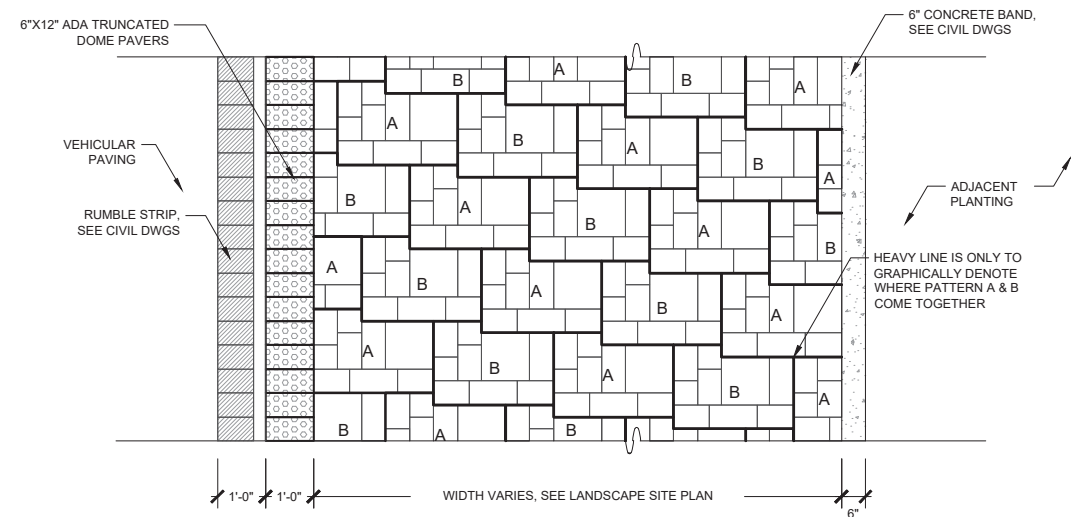 6"X12" ADA TRUNCATED
DOME PAVERS
6" CONCRETE BAND,
SEE CIVIL DWGS
VEHICULAR
PAVING
RUMBLE STRIP,
SEE CIVIL DWGS
ADJACENT
PLANTING
HEAVY LINE IS ONLY TO
GRAPHICALLY DENOTE
WHERE PATTERN A & B
COME TOGETHER
B A B A
A B A B A
B A B A B
A B A B A
A B A B A
B A B
1'-0" 1'-0" WIDTH VARIES, SEE LANDSCAPE SITE PLAN
6"